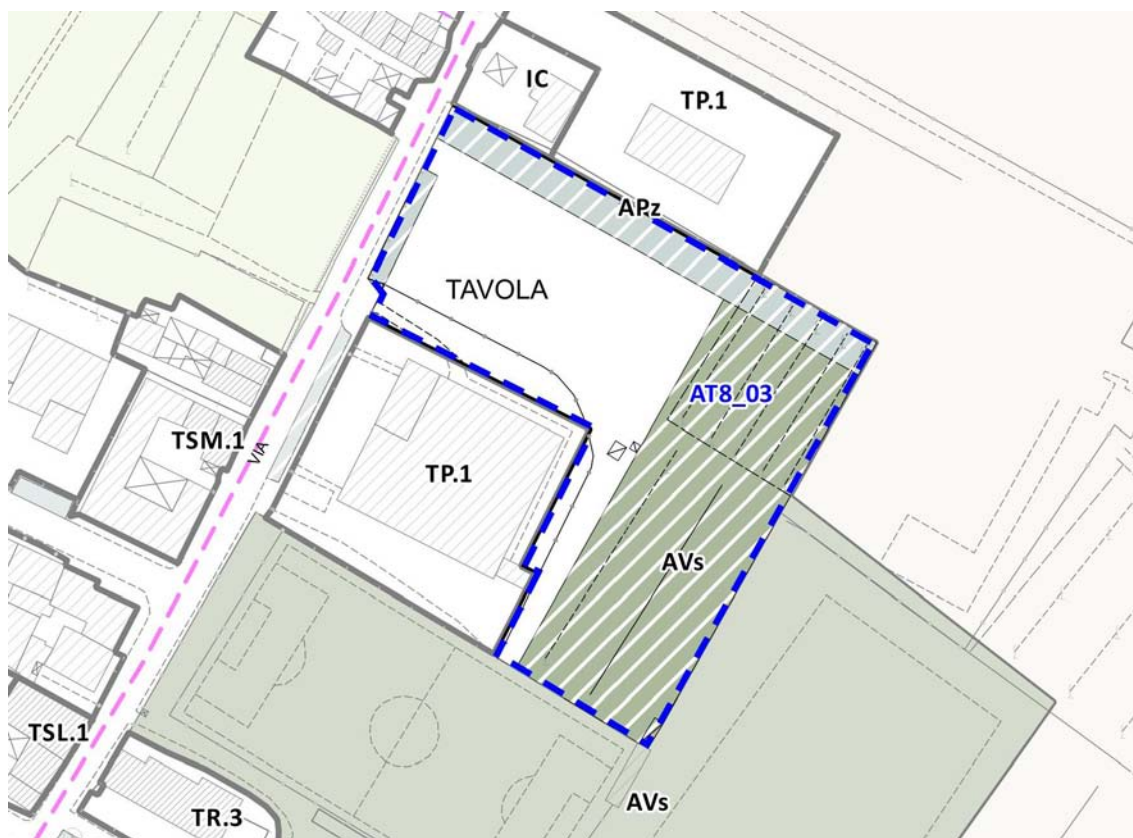 IC
TP.1
APz
TAVOLA
AT8_03
TSM.1
VIA
TP.1
AVs
TSL.1
AVs
TR.3